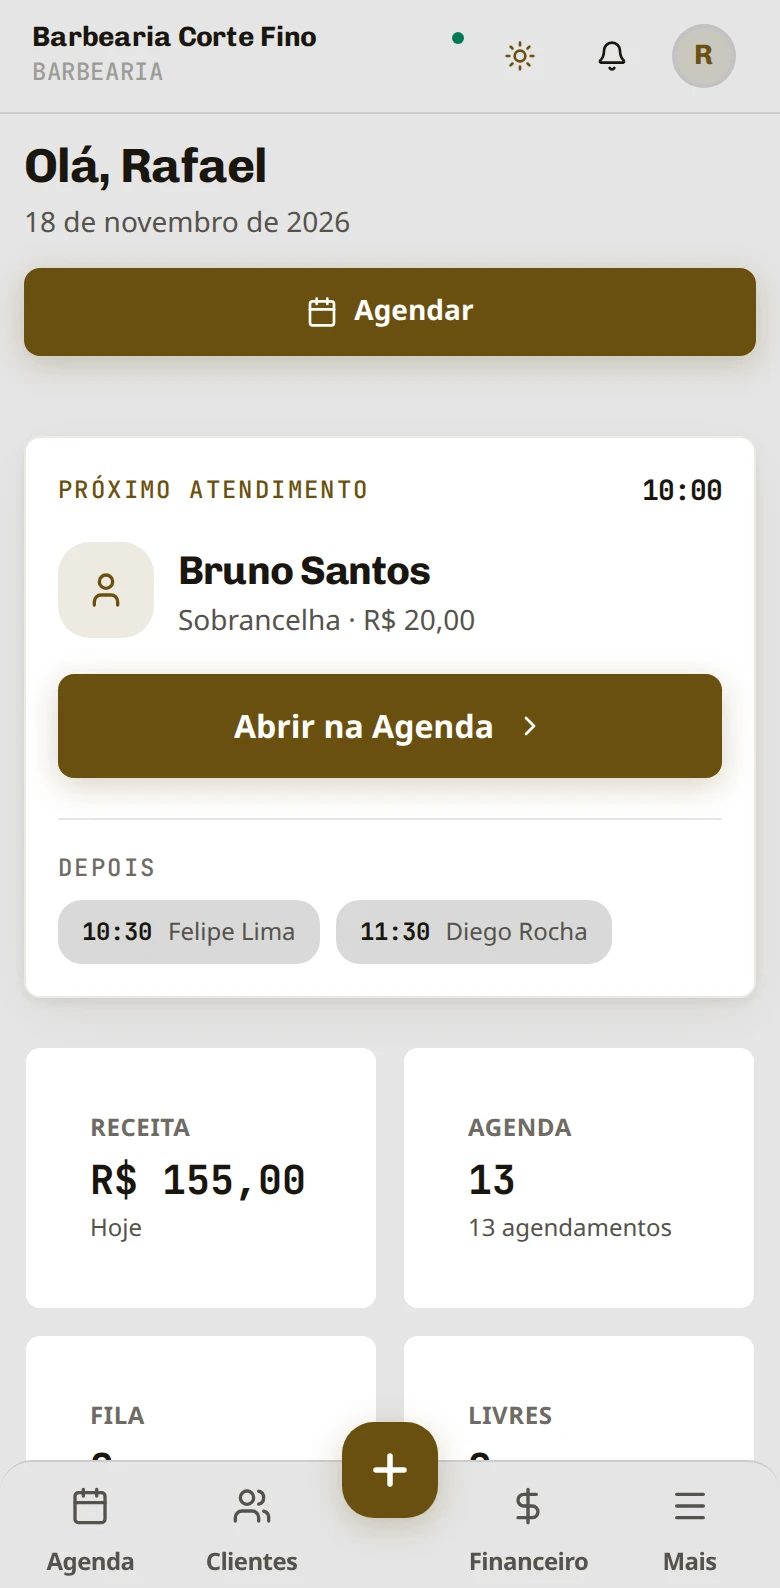 Barbearia Corte Fino
BARBEARIA
R
Olá, Rafael
18 de novembro de 2026
Agendar
PRÓXIMO ATENDIMENTO 10:00
Bruno Santos
Sobrancelha · R$ 20,00
Abrir na Agenda
DEPOIS
10:30 Felipe Lima 11:30 Diego Rocha
RECEITA
R$ 155,00
Hoje
AGENDA
13
13 agendamentos
FILA
LIVRES
Agenda Clientes Financeiro Mais